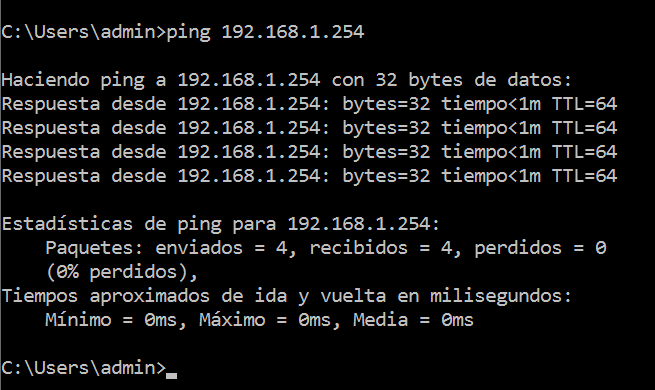 C:\Users\admin>ping 192.168.1.254
Haciendo ping a 192.168.1.254 con 32 bytes de datos:
Respuesta desde 192.168.1.254: bytes=32 tiempo<1m TTL=64
Respuesta desde 192.168.1.254: bytes=32 tiempo<1m TTL=64
Respuesta desde 192.168.1.254: bytes=32 tiempo<1m TTL=64
Respuesta desde 192.168.1.254: bytes=32 tiempo<1m TTL=64
Estadísticas de ping para 192.168.1.254:
    Paquetes: enviados = 4, recibidos = 4, perdidos = 0
    (0% perdidos),
Tiempos aproximados de ida y vuelta en milisegundos:
    Mínimo = 0ms, Máximo = 0ms, Media = 0ms
C:\Users\admin>_